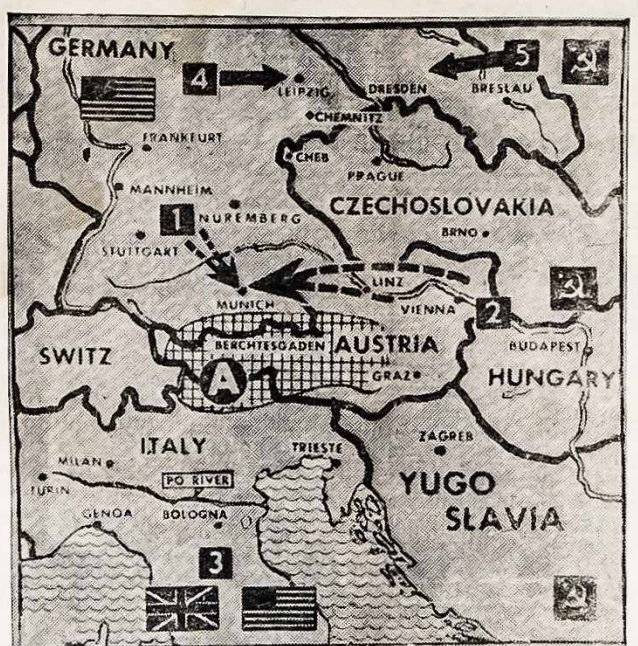 GERMANY
4
5
LEIPZIG
DRESDEN
BRESLAU
CHEMNITZ
FRANKFURT
CHEB
PRAGUE
MANNHEIM
CZECHOSLOVAKIA
1
NUREMBERG
BRNO
STUTTGART
LINZ
MUNICH
VIENNA
2
BERCHTESGADEN
AUSTRIA
BUDAPEST
SWITZ
A
GRAZ
HUNGARY
ITALY
TRIESTE
ZAGREB
MILAN
PO RIVER
YUGO
TURIN
SLAVIA
GENOA
BOLOGNA
3